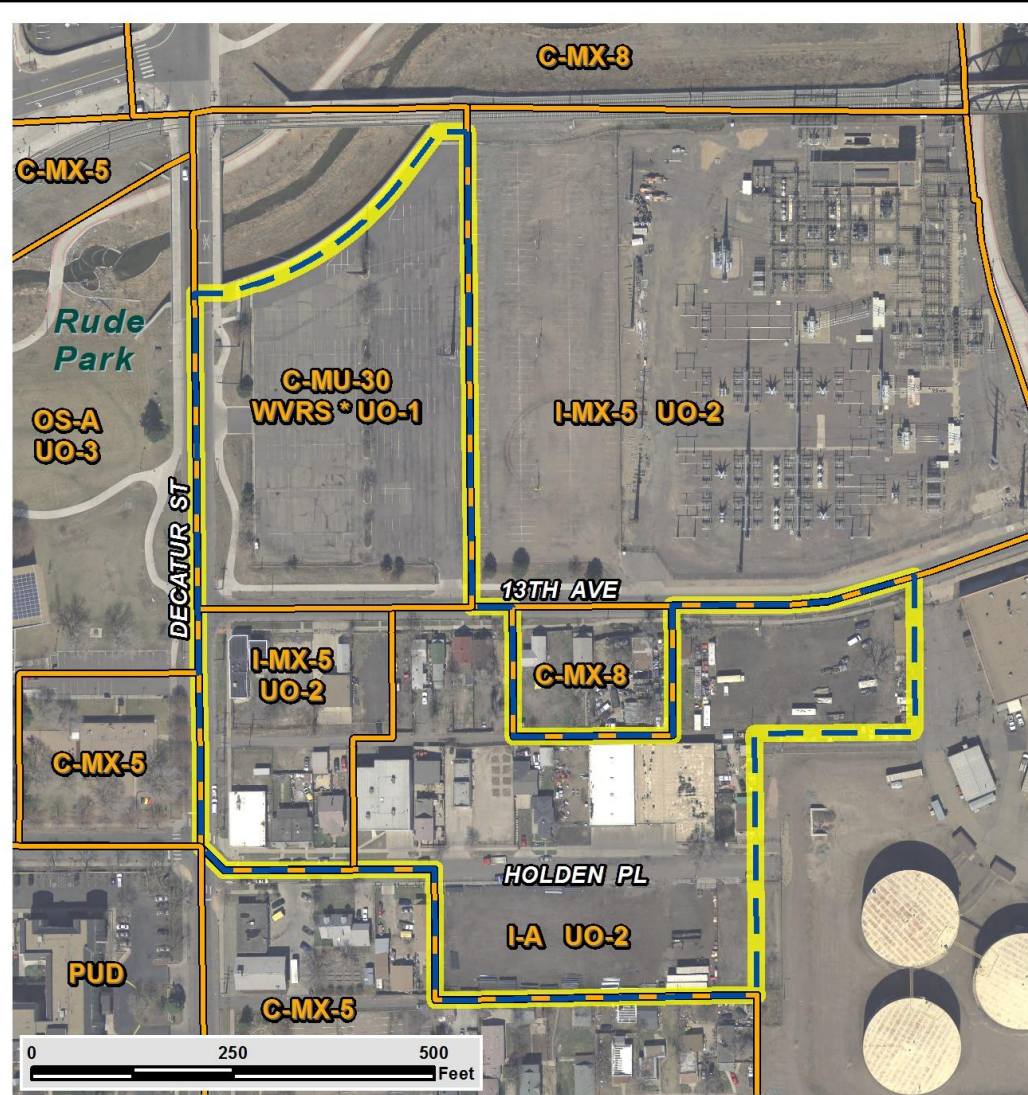 C-MX-8
C-MX-5
Rude
Park
C-MU-30
WVRS * UO-1
I-MX-5 UO-2
OS-A
UO-3
DECATUR ST
13TH AVE
I-MX-5
UO-2
C-MX-8
C-MX-5
HOLDEN PL
I-A UO-2
PUD
C-MX-5
0 250 500
Feet